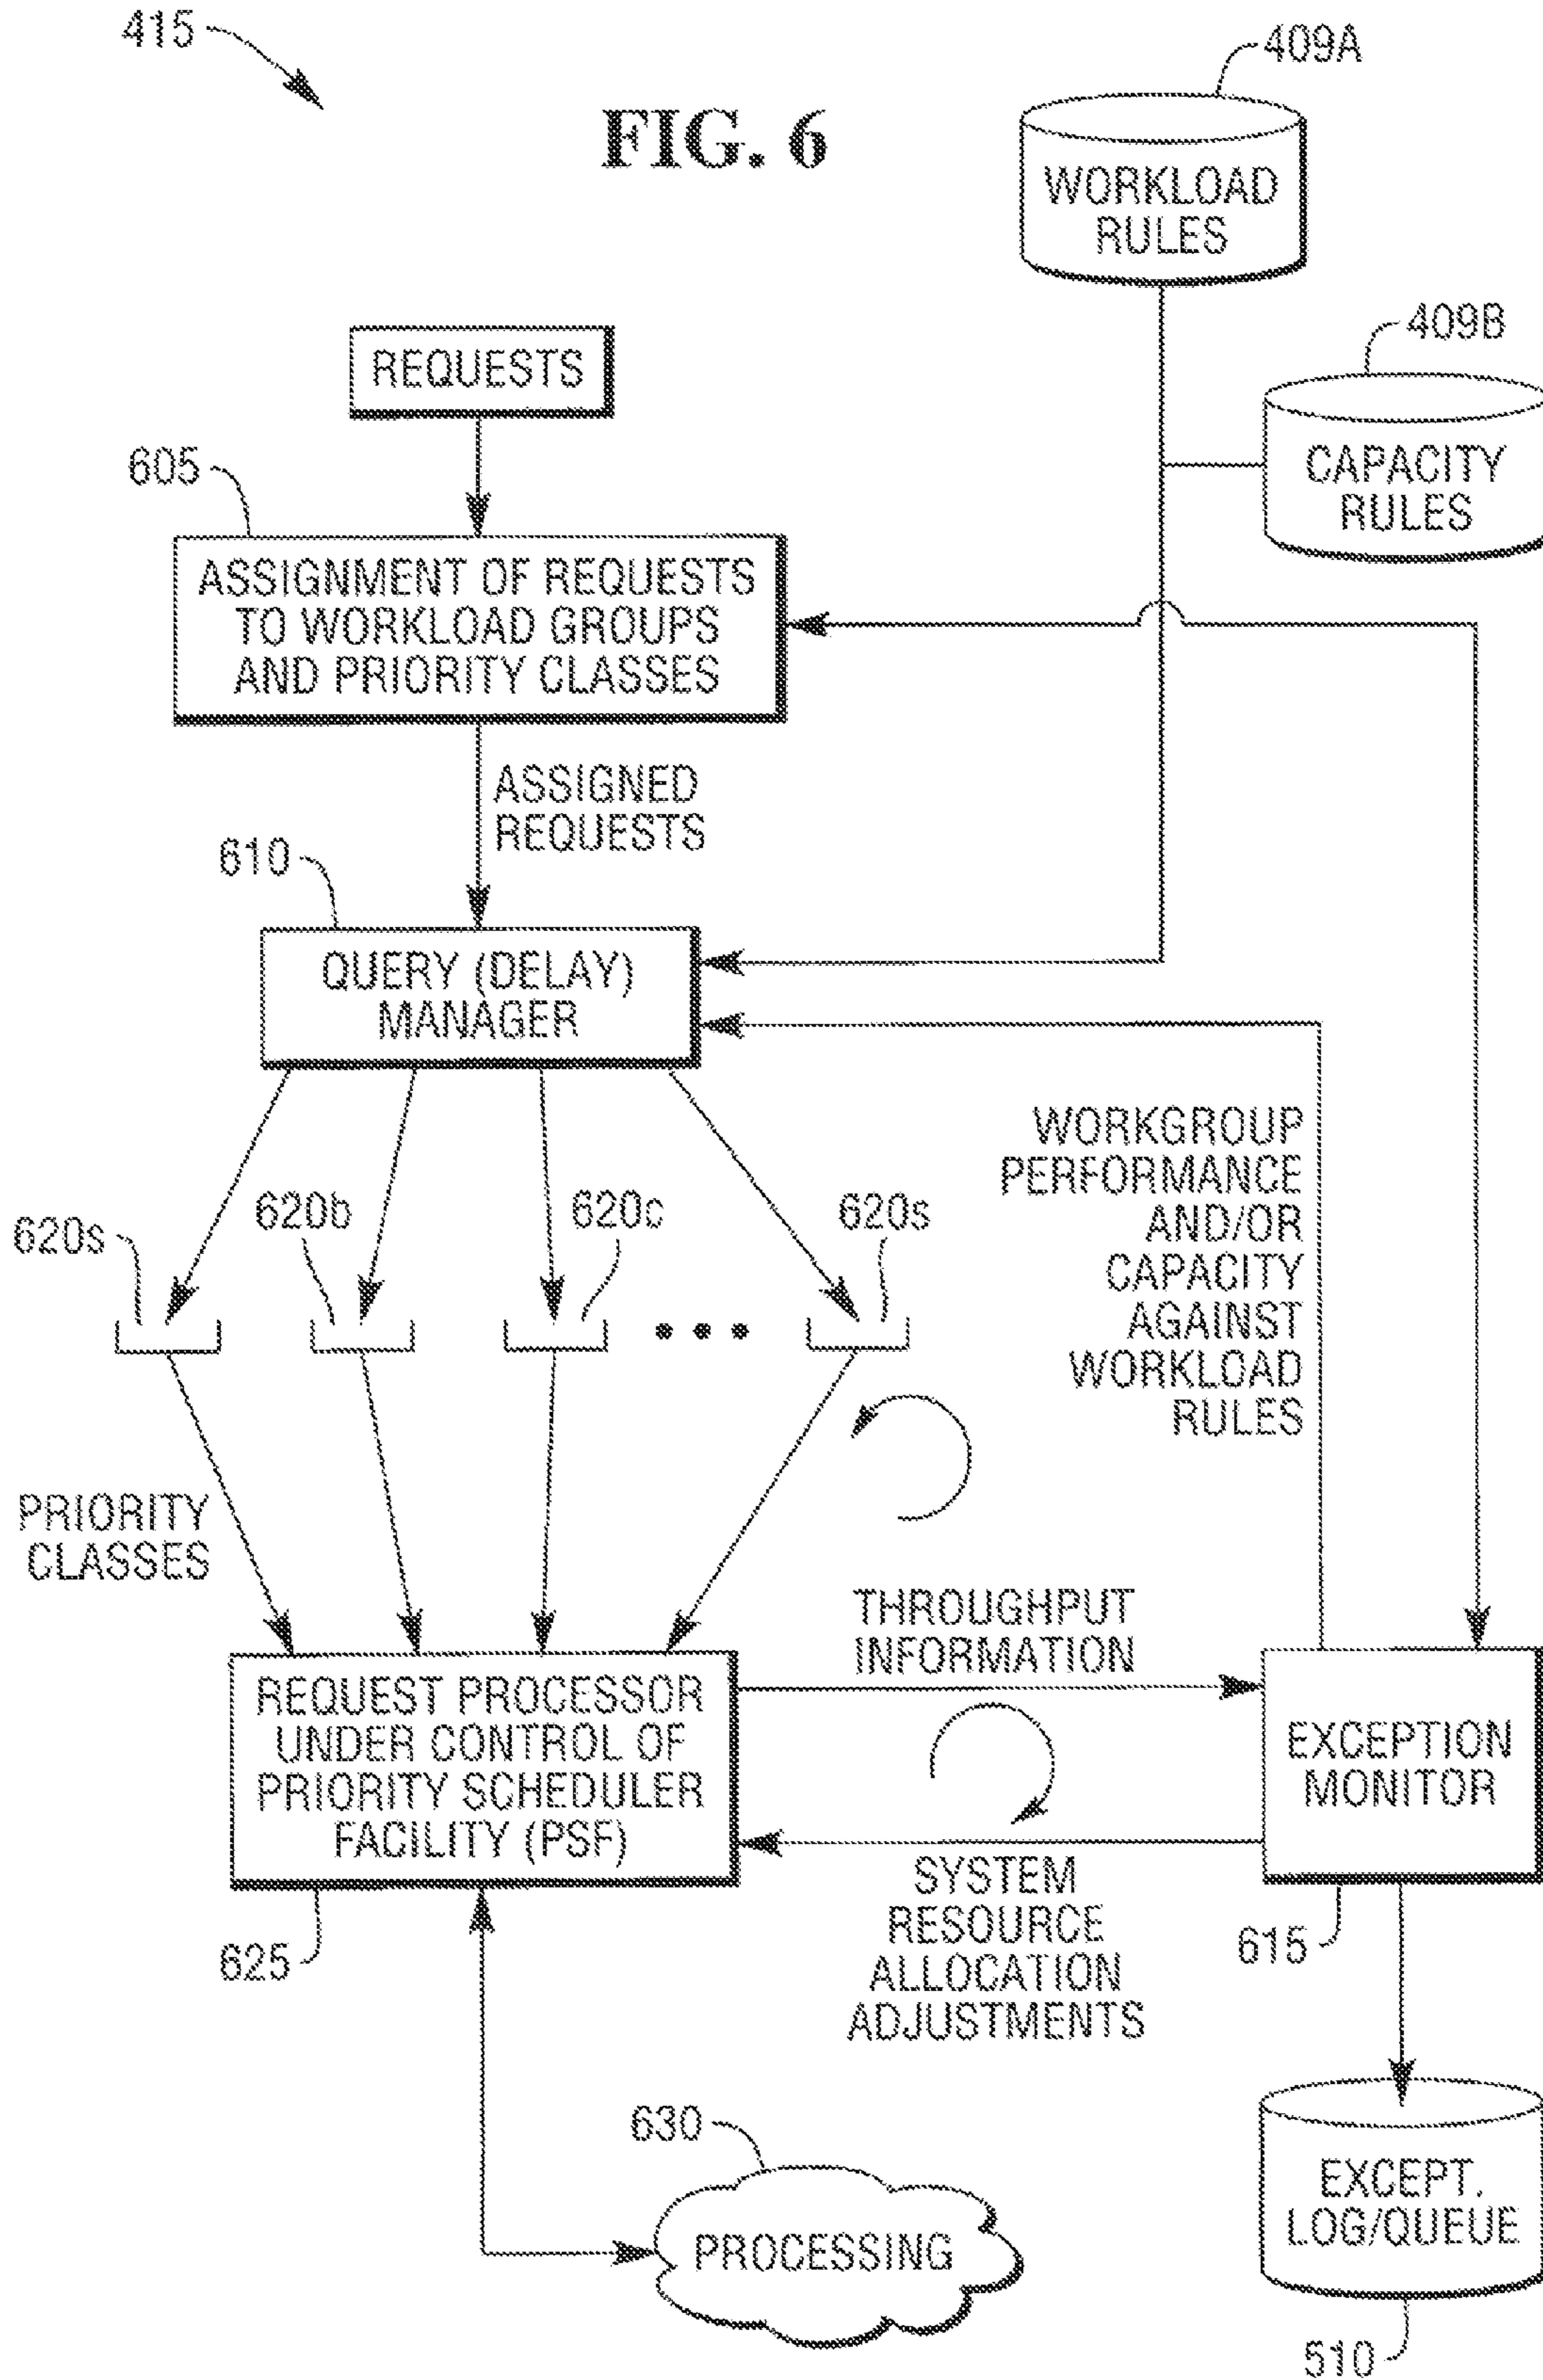 415
409A
FIG. 6
WORKLOAD
RULES
409B
REQUESTS
CAPACITY
RULES
605
ASSIGNMENT OF REQUESTS
TO WORKLOAD GROUPS
AND PRIORITY CLASSES
ASSIGNED
REQUESTS
610
QUERY (DELAY)
MANAGER
WORKGROUP
PERFORMANCE
AND/OR
CAPACITY
AGAINST
WORKLOAD
RULES
620s
620b
620c
620s
PRIORITY
CLASSES
THROUGHPUT
INFORMATION
REQUEST PROCESSOR
UNDER CONTROL OF
PRIORITY SCHEDULER
FACILITY (PSF)
EXCEPTION
MONITOR
SYSTEM
RESOURCE
ALLOCATION
ADJUSTMENTS
625
615
630
PROCESSING
EXCEPT.
LOG/QUEUE
510